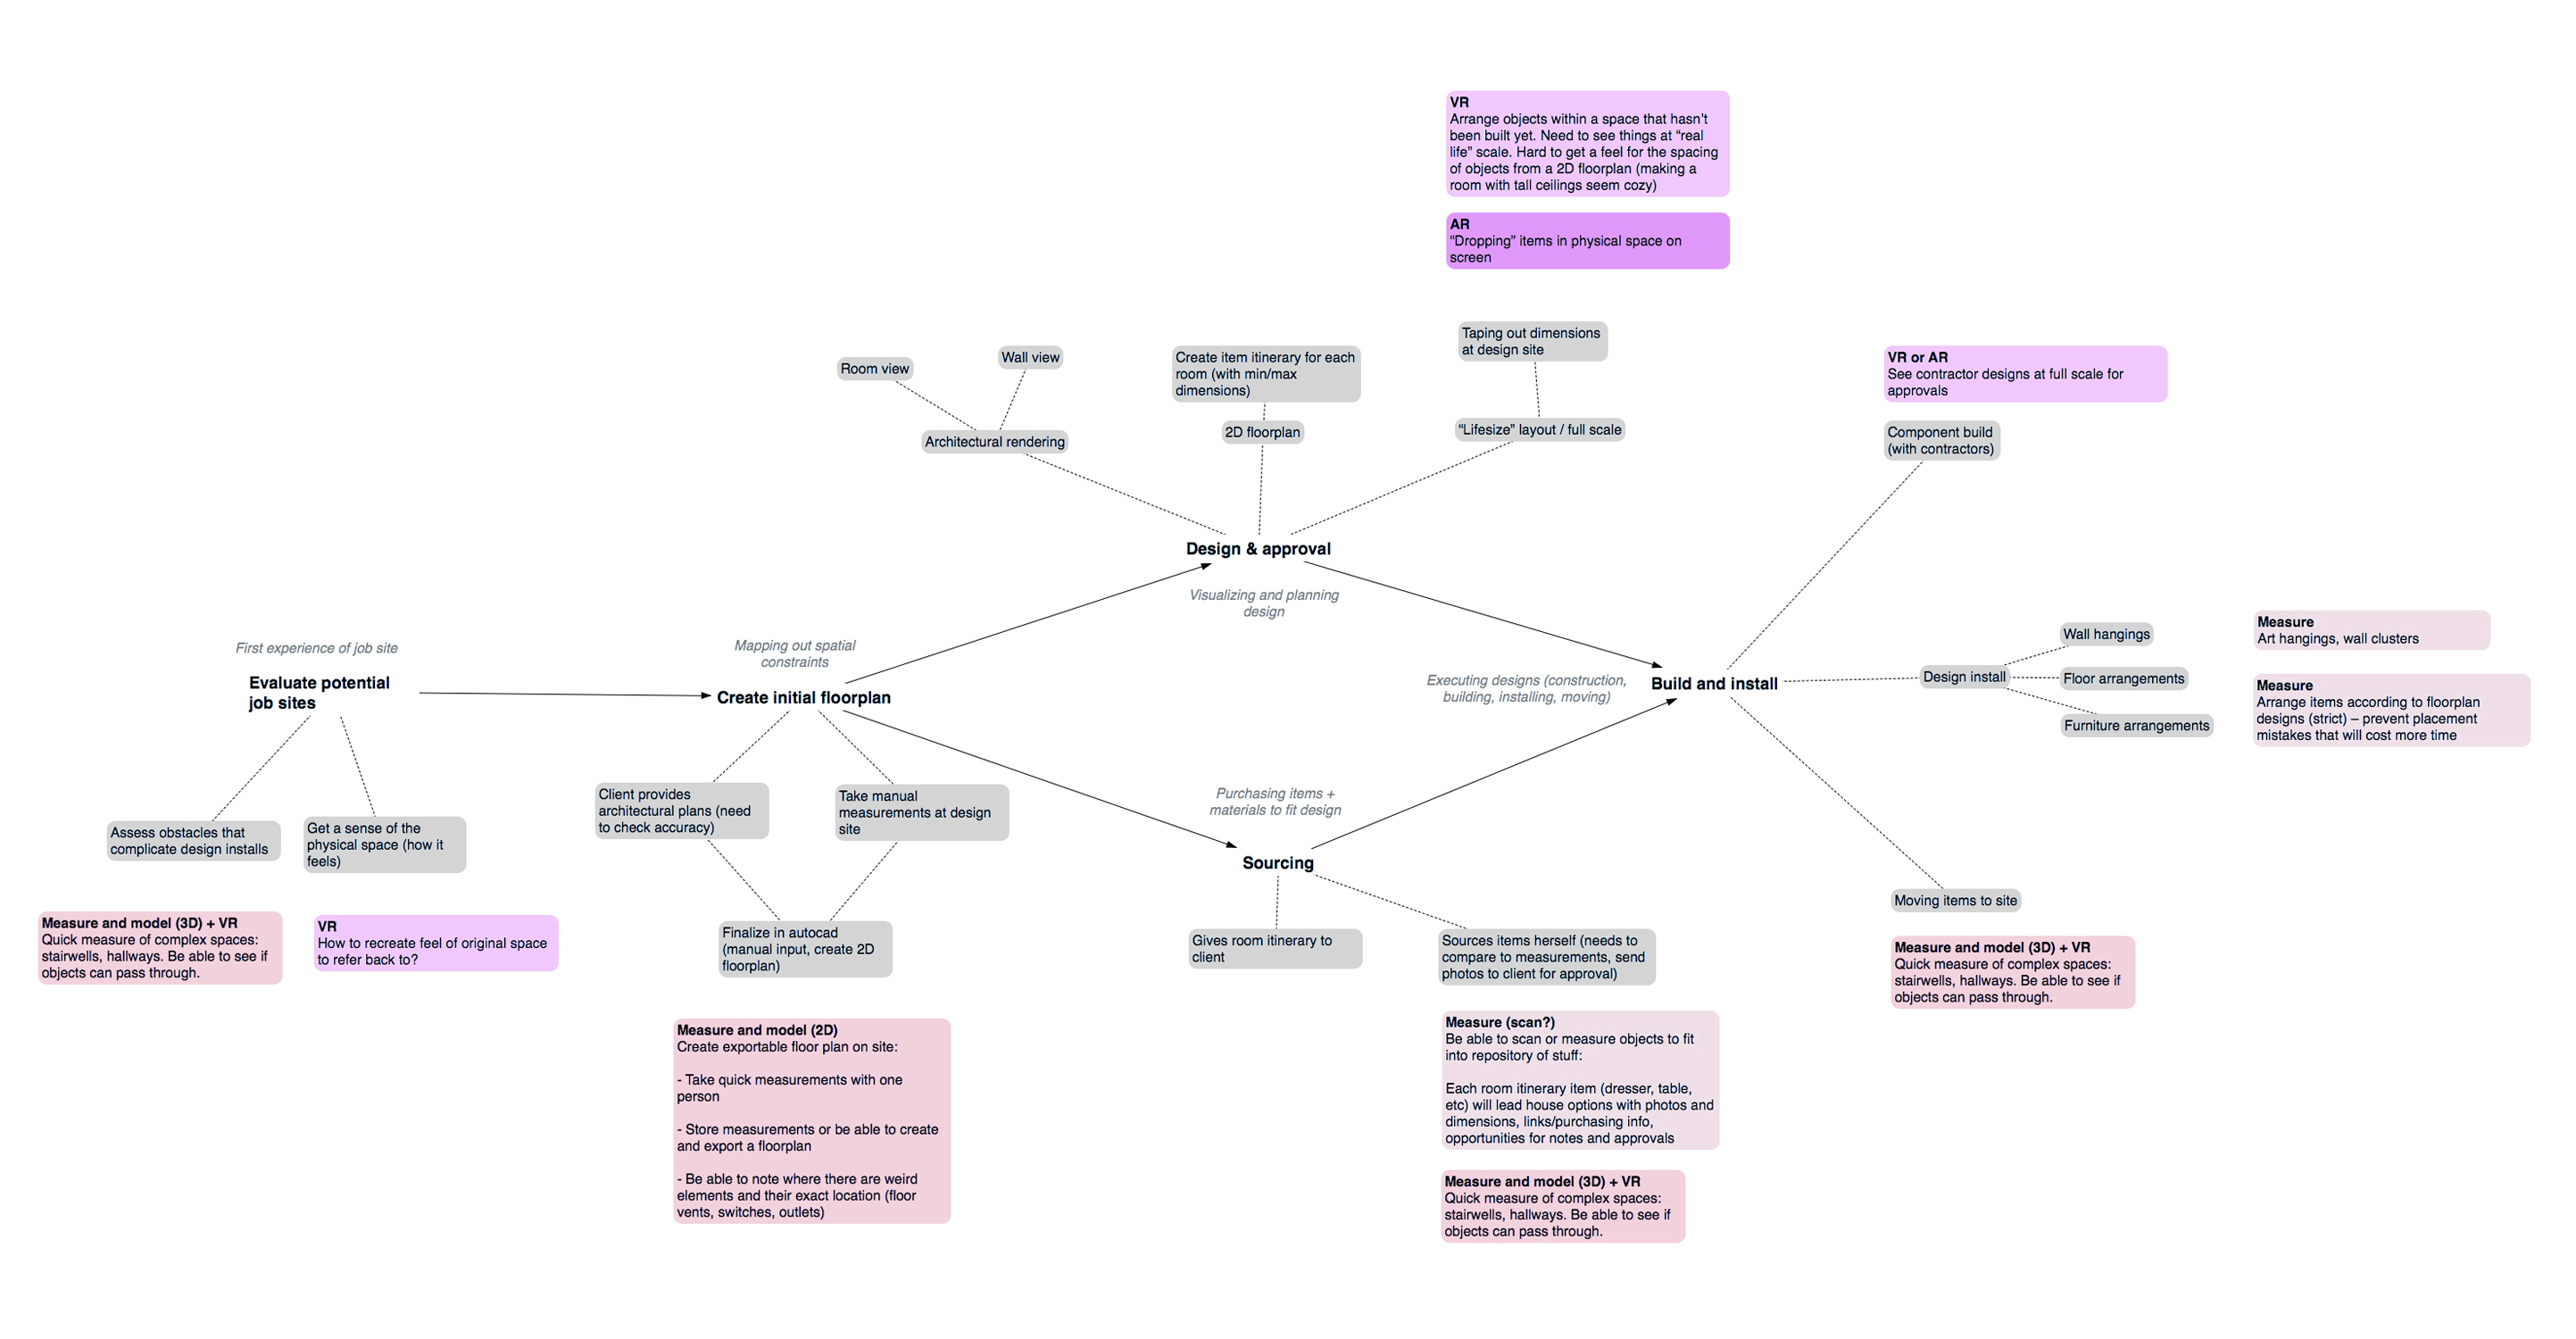 VR
Arrange objects within a space that hasn’t
been built yet. Need to see things at “real
life” scale. Hard to get a feel for the spacing
of objects from a 2D floorplan (making a
room with tall ceilings seem cozy)
AR
“Dropping” items in physical space on
screen
Room view
Wall view
Architectural rendering
Create item itinerary for each
room (with min/max
dimensions)
2D floorplan
Taping out dimensions
at design site
“Lifesize” layout / full scale
VR or AR
See contractor designs at full scale for
approvals
Component build
(with contractors)
Design & approval
Visualizing and planning
design
First experience of job site
Evaluate potential
job sites
Mapping out spatial
constraints
Create initial floorplan
Executing designs (construction,
building, installing, moving)
Build and install
Design install
Wall hangings
Floor arrangements
Furniture arrangements
Measure
Art hangings, wall clusters
Measure
Arrange items according to floorplan
designs (strict) – prevent placement
mistakes that will cost more time
Assess obstacles that
complicate design installs
Get a sense of the
physical space (how it
feels)
Measure and model (3D) + VR
Quick measure of complex spaces:
stairwells, hallways. Be able to see if
objects can pass through.
VR
How to recreate feel of original space
to refer back to?
Client provides
architectural plans (need
to check accuracy)
Take manual
measurements at design
site
Finalize in autocad
(manual input, create 2D
floorplan)
Measure and model (2D)
Create exportable floor plan on site:
- Take quick measurements with one
person
- Store measurements or be able to create
and export a floorplan
- Be able to note where there are weird
elements and their exact location (floor
vents, switches, outlets)
Purchasing items +
materials to fit design
Sourcing
Gives room itinerary to
client
Sources items herself (needs to
compare to measurements, send
photos to client for approval)
Measure (scan?)
Be able to scan or measure objects to fit
into repository of stuff:
Each room itinerary item (dresser, table,
etc) will lead house options with photos and
dimensions, links/purchasing info,
opportunities for notes and approvals
Measure and model (3D) + VR
Quick measure of complex spaces:
stairwells, hallways. Be able to see if
objects can pass through.
Moving items to site
Measure and model (3D) + VR
Quick measure of complex spaces:
stairwells, hallways. Be able to see if
objects can pass through.